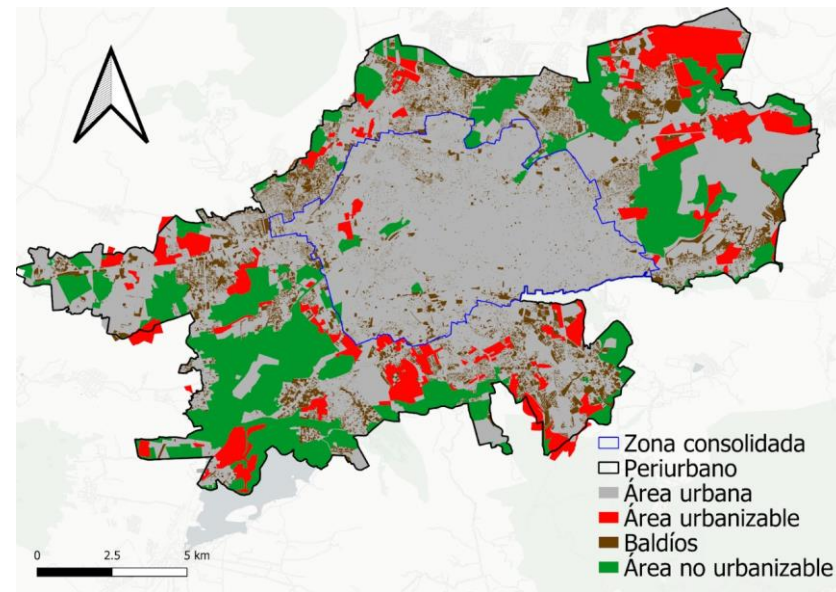 Zona consolidada
Periurbano
Área urbana
Área urbanizable
Baldíos
Área no urbanizable
0 2.5 5 km